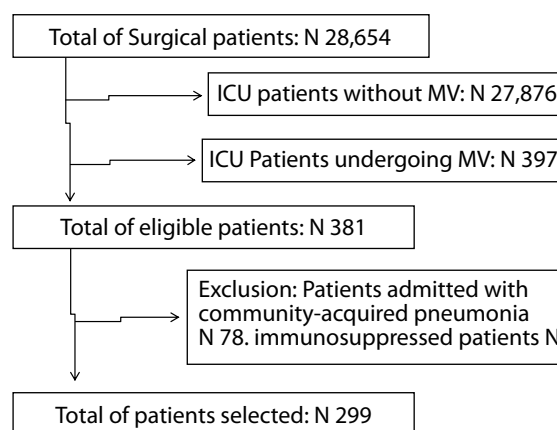 Total of Surgical patients: N 28,654
ICU patients without MV: N 27,876
ICU Patients undergoing MV: N 397
Total of eligible patients: N 381
Exclusion: Patients admitted with
community-acquired pneumonia
N 78. immunosuppressed patients N
Total of patients selected: N 299